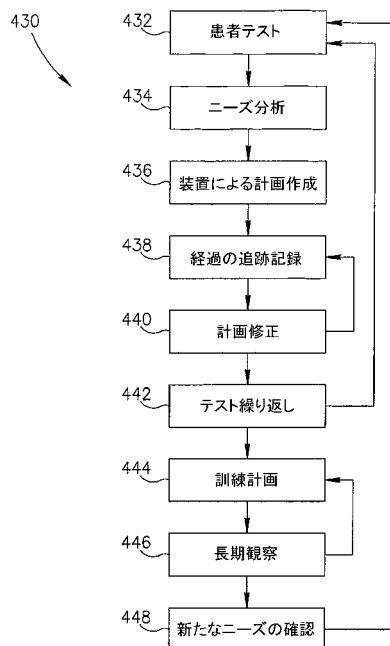 430
432
患者テスト
434
ニーズ分析
436
装置による計画作成
438
経過の追跡記録
440
計画修正
442
テスト繰り返し
444
訓練計画
446
長期観察
448
新たなニーズの確認